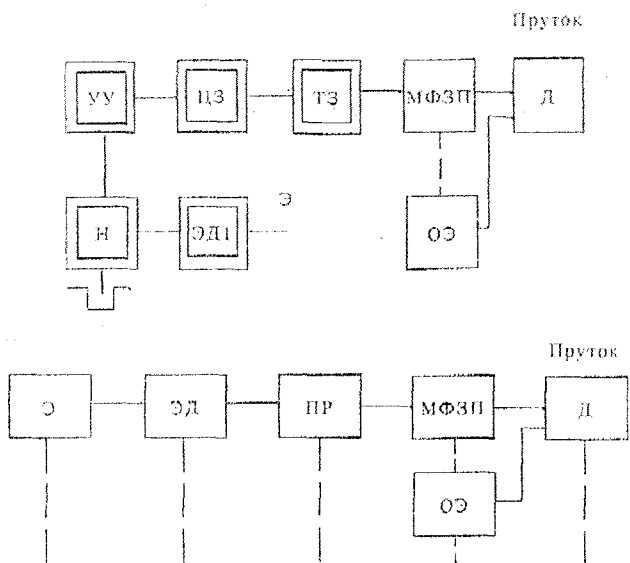 Пруток
УУ ЦЗ ТЗ МФЗП Д
Э
Н ЭД1 ОЭ
Пруток
Э ЭД ПР МФЗП Д
ОЭ